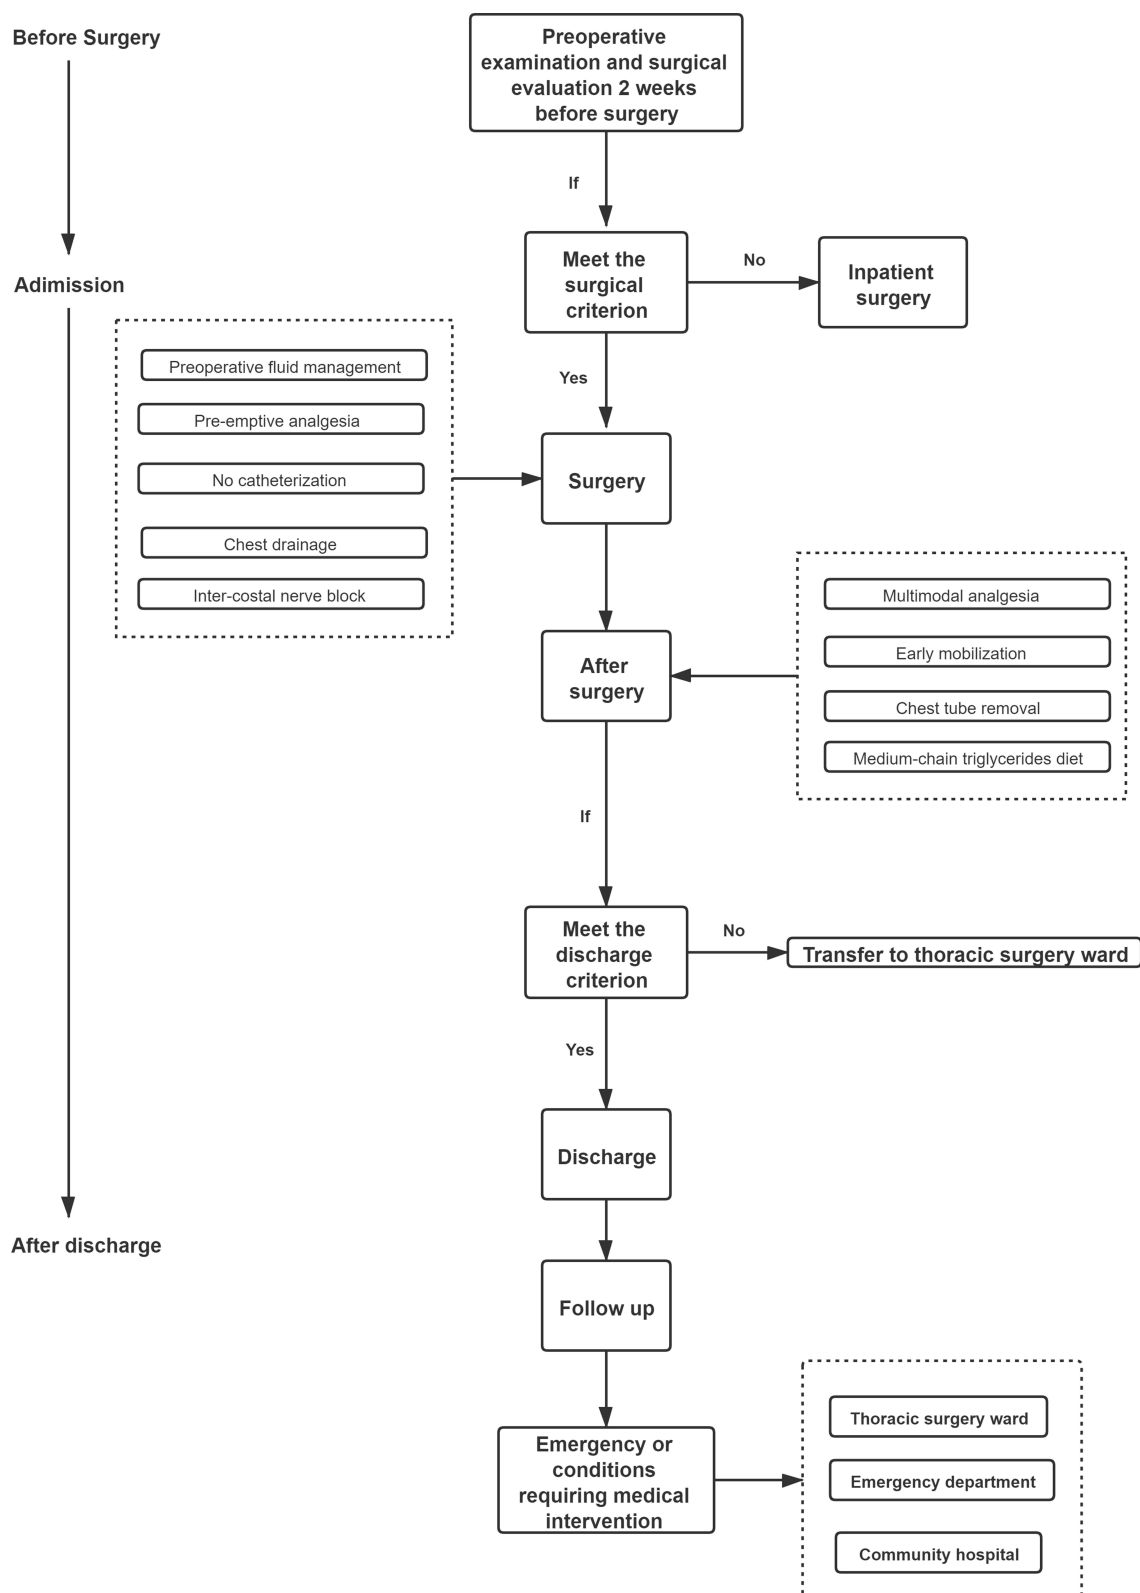 Before Surgery
Preoperative
examination and surgical
evaluation 2 weeks
before surgery
If
Adimission
Meet the
surgical
criterion
No
Inpatient
surgery
Yes
Preoperative fluid management
Pre-emptive analgesia
No catheterization
Chest drainage
Inter-costal nerve block
Surgery
After
surgery
Multimodal analgesia
Early mobilization
Chest tube removal
Medium-chain triglycerides diet
If
Meet the
discharge
criterion
No
Transfer to thoracic surgery ward
Yes
Discharge
After discharge
Follow up
Emergency or
conditions
requiring medical
intervention
Thoracic surgery ward
Emergency department
Community hospital